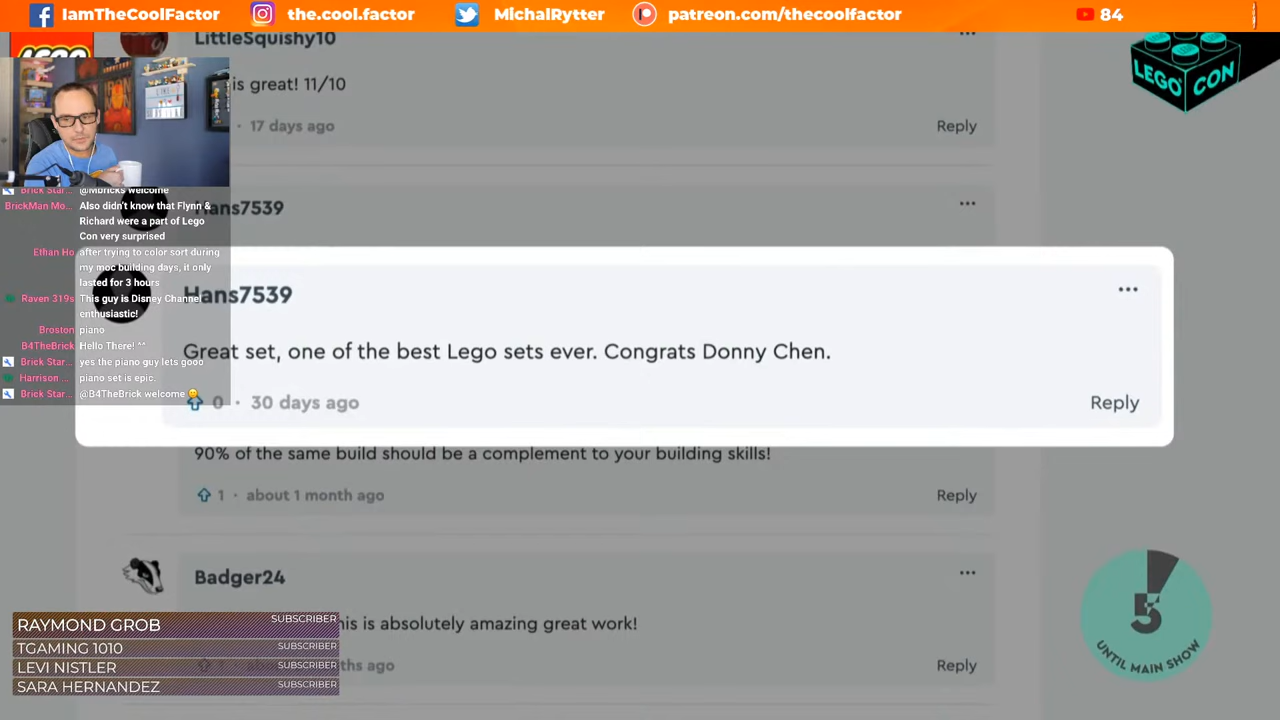 IamTheCoolFactor
the.cool.factor
MichalRytter
patreon.com/thecoolfactor
84
LEGO
LEGO CON
LittleSquishy10
is great! 11/10
17 days ago
Reply
Hans7539
Hans7539
Great set, one of the best Lego sets ever. Congrats Donny Chen.
0 · 30 days ago
Reply
90% of the same build should be a complement to your building skills!
1 · about 1 month ago
Reply
Badger24
his is absolutely amazing great work!
ths ago
Reply
Brick Star... @Mbricks welcome
BrickMan Mo... Also didn't know that Flynn &
Richard were a part of Lego
Con very surprised
Ethan Ho after trying to color sort during
my moc building days, it only
lasted for 3 hours
Raven 319s This guy is Disney Channel
enthusiastic!
Broston piano
B4TheBrick Hello There! ^^
Brick Star... yes the piano guy lets gooo
Harrison ... piano set is epic.
Brick Star... @B4TheBrick welcome
RAYMOND GROB SUBSCRIBER
TGAMING 1010 SUBSCRIBER
LEVI NISTLER SUBSCRIBER
SARA HERNANDEZ SUBSCRIBER
5
UNTIL MAIN SHOW